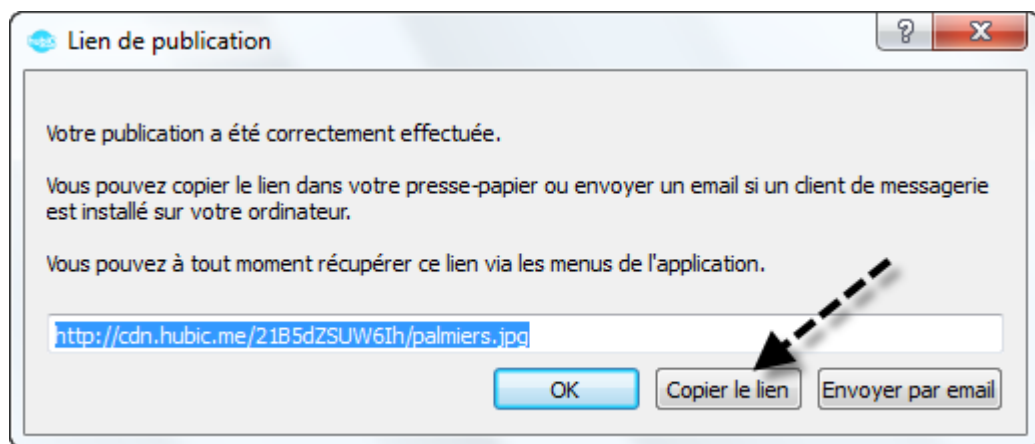 Lien de publication
Votre publication a été correctement effectuée.
Vous pouvez copier le lien dans votre presse-papier ou envoyer un email si un client de messagerie
est installé sur votre ordinateur.
Vous pouvez à tout moment récupérer ce lien via les menus de l'application.
http://cdn.hubic.me/21B5dZSUW6Ih/palmiers.jpg
OK
Copier le lien
Envoyer par email